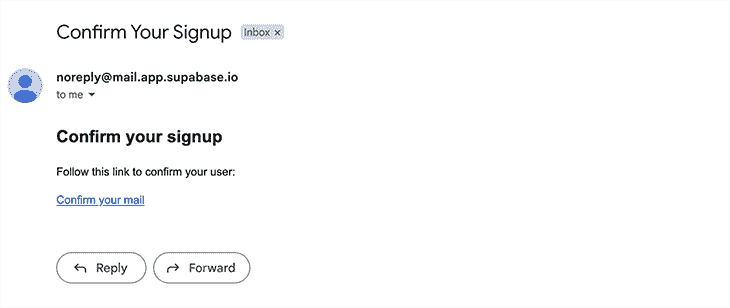 Confirm Your Signup Inbox ×
noreply@mail.app.supabase.io
to me
Confirm your signup
Follow this link to confirm your user:
Confirm your mail
Reply Forward